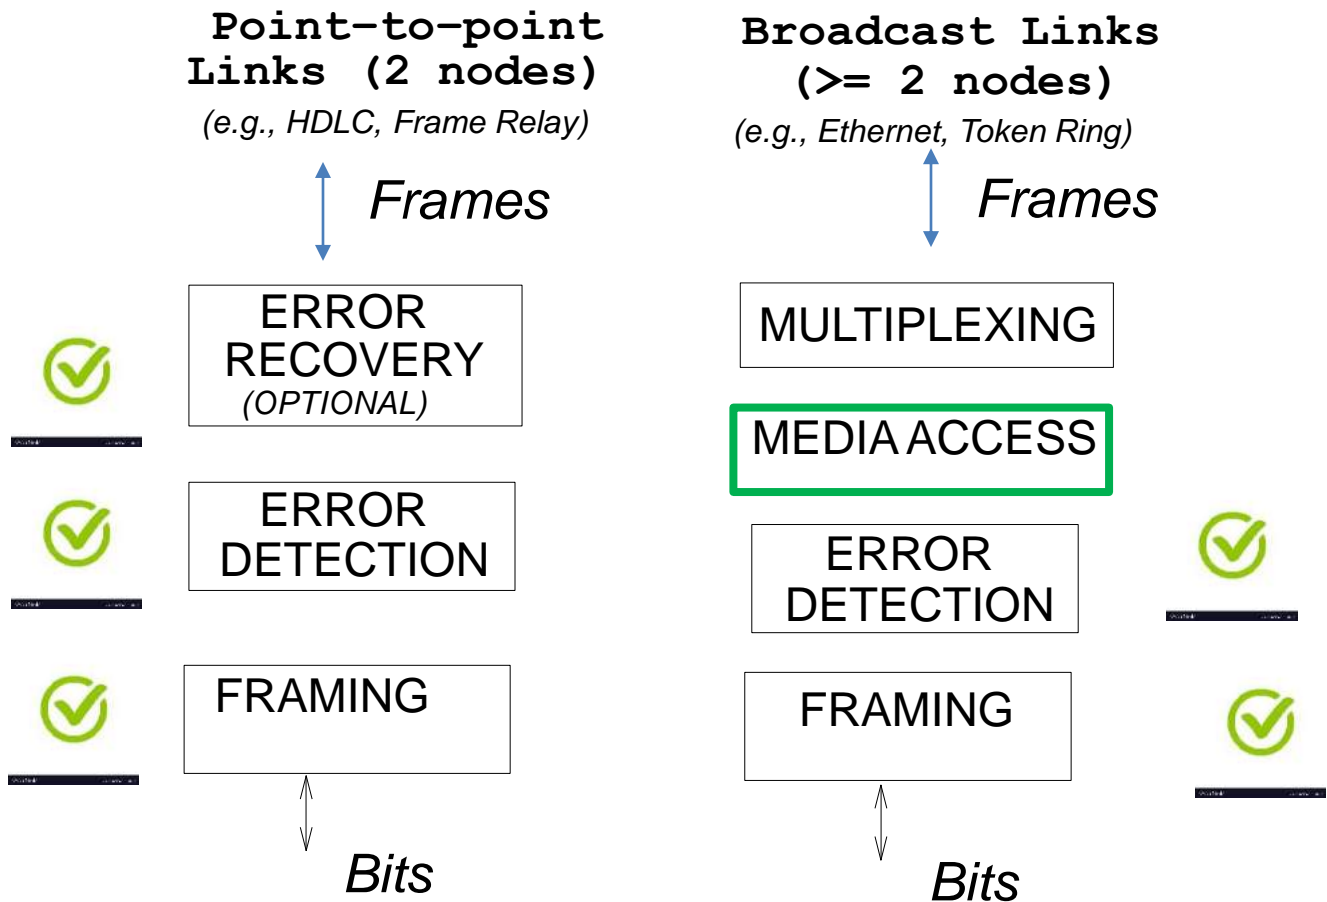 Point-to-point
Links (2 nodes)
(e.g., HDLC, Frame Relay)
Frames
ERROR
RECOVERY
(OPTIONAL)
ERROR
DETECTION
FRAMING
Bits
Broadcast Links
(>= 2 nodes)
(e.g., Ethernet, Token Ring)
Frames
MULTIPLEXING
MEDIA ACCESS
ERROR
DETECTION
FRAMING
Bits